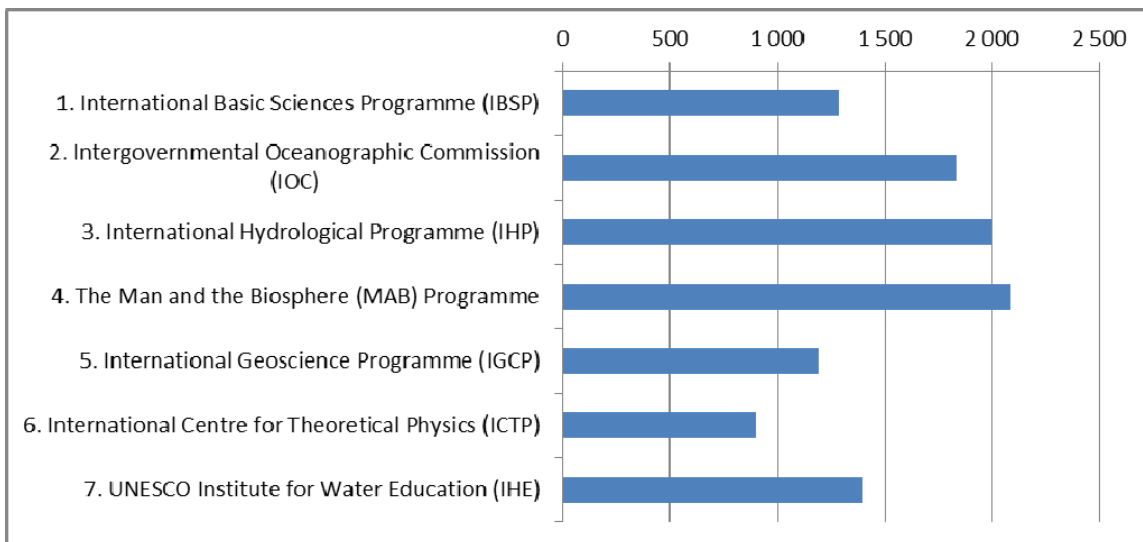 0 500 1 000 1 500 2 000 2 500
1. International Basic Sciences Programme (IBSP)
2. Intergovernmental Oceanographic Commission
(IOC)
3. International Hydrological Programme (IHP)
4. The Man and the Biosphere (MAB) Programme
5. International Geoscience Programme (IGCP)
6. International Centre for Theoretical Physics (ICTP)
7. UNESCO Institute for Water Education (IHE)